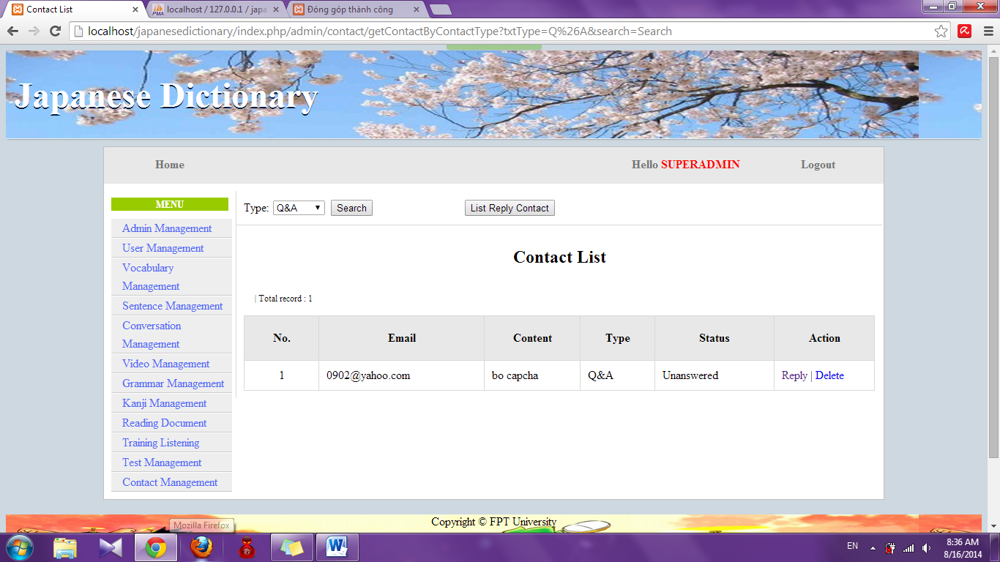 Contact List
localhost / 127.0.0.1 / japa
Đóng góp thành công
localhost/japanesedictionary/index.php/admin/contact/getContactByContactType?txtType=Q%26A&search=Search
Japanese Dictionary
Home
Hello SUPERADMIN
Logout
MENU
Admin Management
User Management
Vocabulary
Management
Sentence Management
Conversation
Management
Video Management
Grammar Management
Kanji Management
Reading Document
Training Listening
Test Management
Contact Management
Type: Q&A Search List Reply Contact
Contact List
| Total record : 1
No. Email Content Type Status Action
1 0902@yahoo.com bo capcha Q&A Unanswered Reply | Delete
Copyright © FPT University
Mozilla Firefox
EN
8:36 AM
8/16/2014